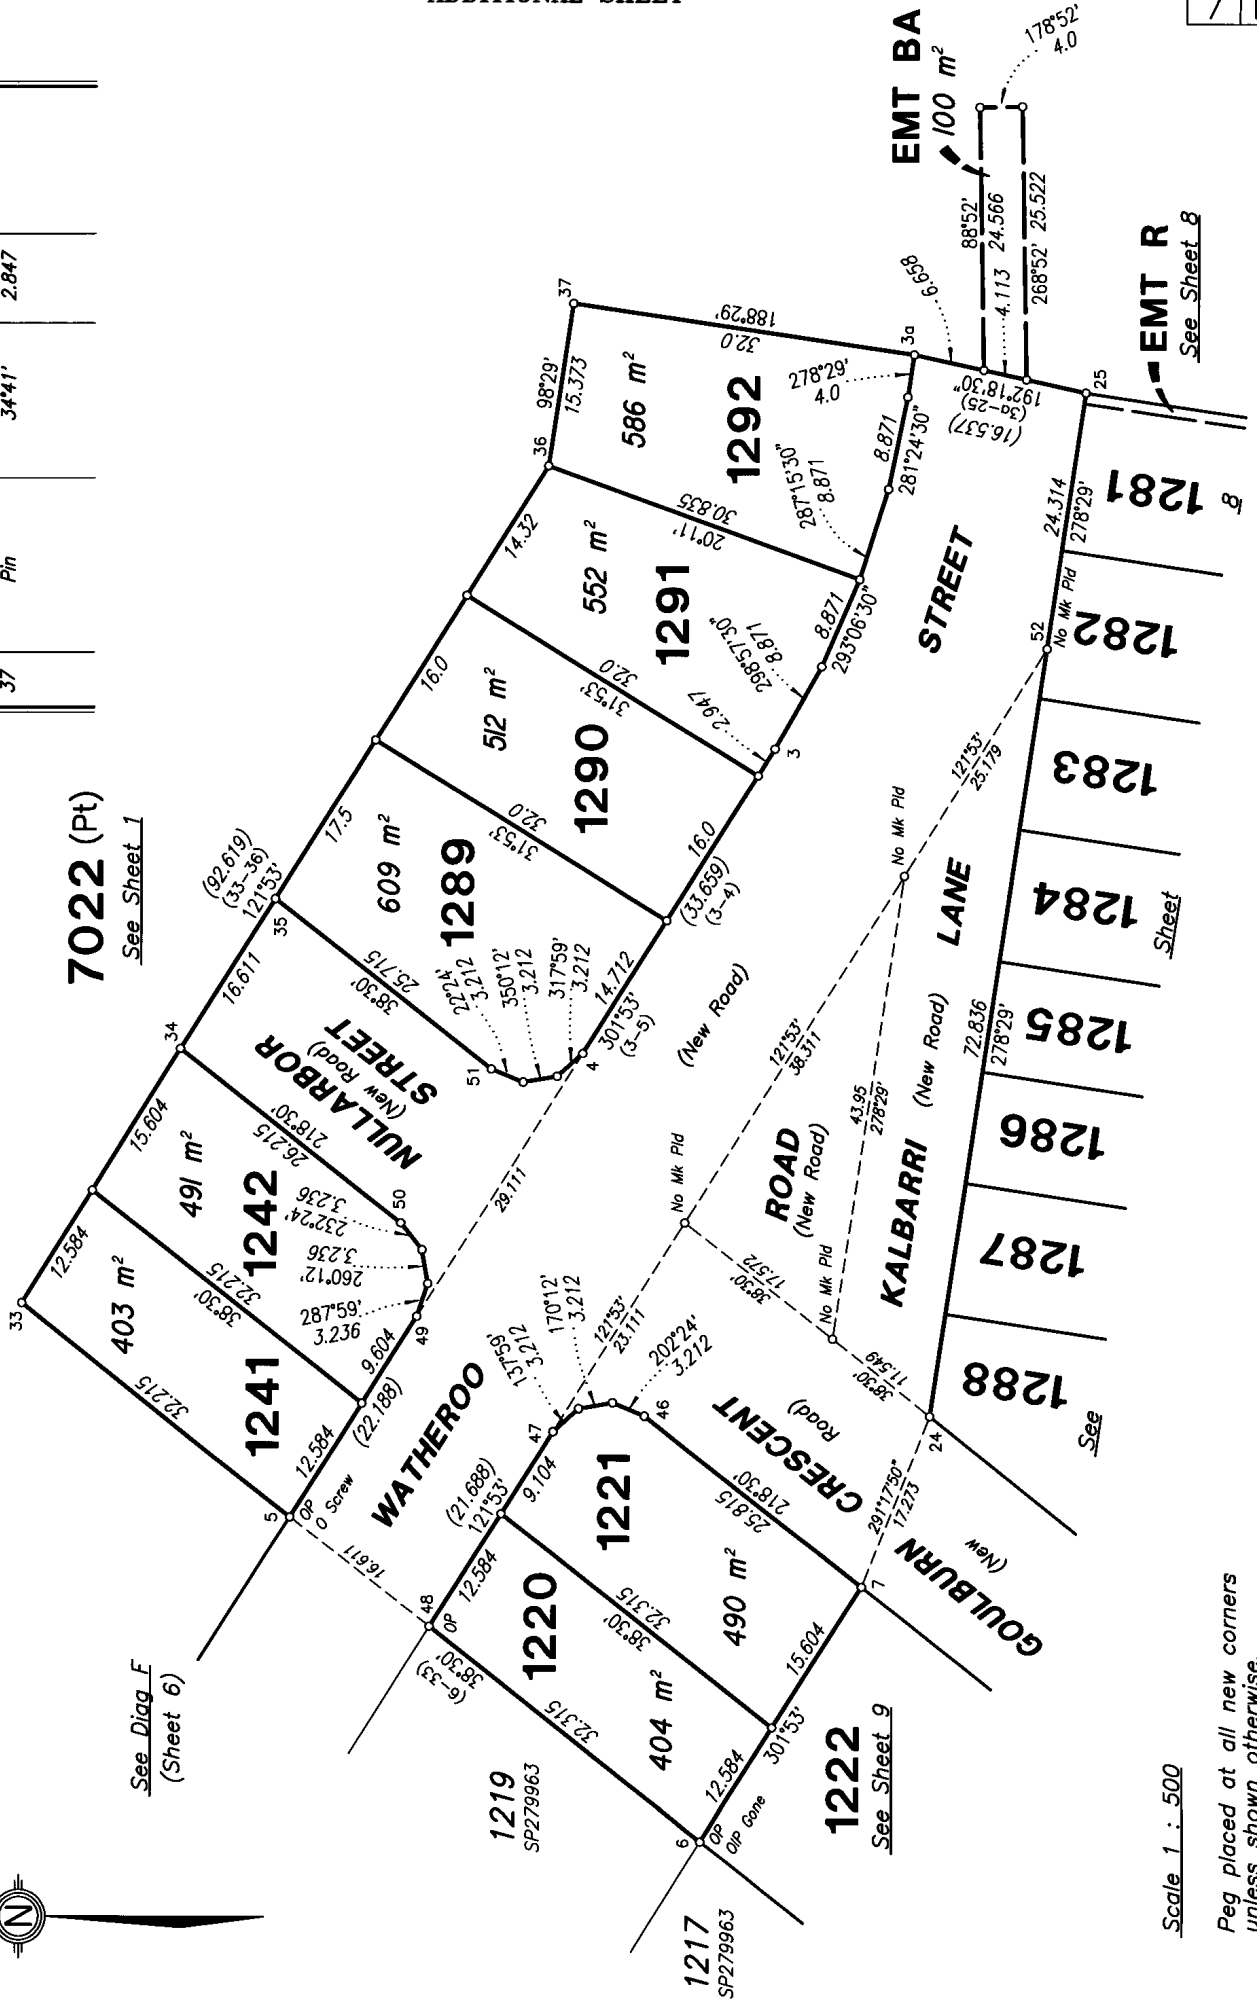 ADDITIONAL SHEET
37
Pin
34°41'
2.847
N
7022 (Pt)
See Sheet 1
See Diag F
(Sheet 6)
1219
SP279963
1217
SP279963
1222
See Sheet 9
33
12.584
15.604
34
16.611
35
(92.619)
(33-36)
121°53'
17.5
16.0
14.32
36
98°29'
15.373
37
403 m²
1241
32.215
12.584
5
OP
O Screw
38°30'
32.215
491 m²
1242
218°30'
26.215
50
232°24'
3.236
260°12'
3.236
287°59'
3.236
49
9.604
(22.188)
NULLARBOR
STREET
(New Road)
38°30'
25.715
51
22°24'
3.212
350°12'
3.212
317°59'
3.212
4
609 m²
1289
14.712
301°53'
(3-5)
31°53'
32.0
512 m²
1290
16.0
(33.659)
(3-4)
31°53'
32.0
552 m²
1291
2.947
3
298°57'30"
8.871
8.871
293°06'30"
20°11'
30.835
586 m²
1292
287°15'30"
8.871
8.871
281°24'30"
278°29'
4.0
188°29'
32.0
3a
6.658
EMT BA
100 m²
178°52'
4.0
88°52'
24.566
4.113
268°52' 25.522
192°18'30"
(3a-25)
(16.537)
25
EMT R
See Sheet 8
WATHEROO
ROAD
(New Road)
29.111
16.611
(New Road)
STREET
KALBARRI
(New Road)
LANE
No Mk Pld
121°53'
23.111
121°53'
38.311
No Mk Pld
121°53'
25.179
52
No Mk Pld
43.95
278°29'
38°30'
17.572
No Mk Pld
38°30'
11.549
24
72.836
278°29'
24.314
278°29'
48
OP
38°30'
(6-33)
32.315
12.584
(21.688)
121°53'
9.104
47
137°59'
3.212
170°12'
3.212
202°24'
3.212
46
1220
404 m²
38°30'
32.315
1221
490 m²
218°30'
25.815
6
OP
OIP Gone
12.584
301°53'
15.604
7
291°17'50"
17.273
GOULBURN
CRESCENT
(New
Road)
1288
1287
1286
1285
1284
1283
1282
1281
See
Sheet
8
Scale 1 : 500
Peg placed at all new corners
unless shown otherwise.